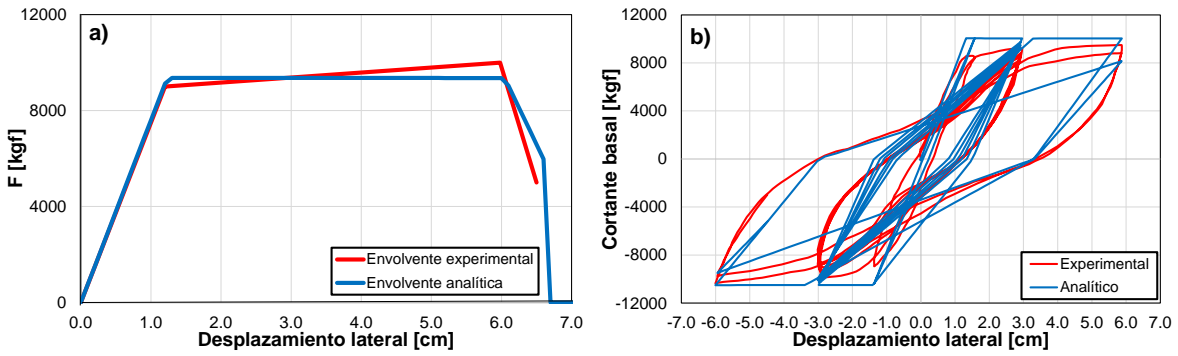 a)
F [kgf]
12000
9000
6000
3000
0
0.0 1.0 2.0 3.0 4.0 5.0 6.0 7.0
Desplazamiento lateral [cm]
Envolvente experimental
Envolvente analítica
b)
Cortante basal [kgf]
12000
8000
4000
0
-4000
-8000
-12000
-7.0 -6.0 -5.0 -4.0 -3.0 -2.0 -1.0 0.0 1.0 2.0 3.0 4.0 5.0 6.0 7.0
Desplazamiento lateral [cm]
Experimental
Analítico